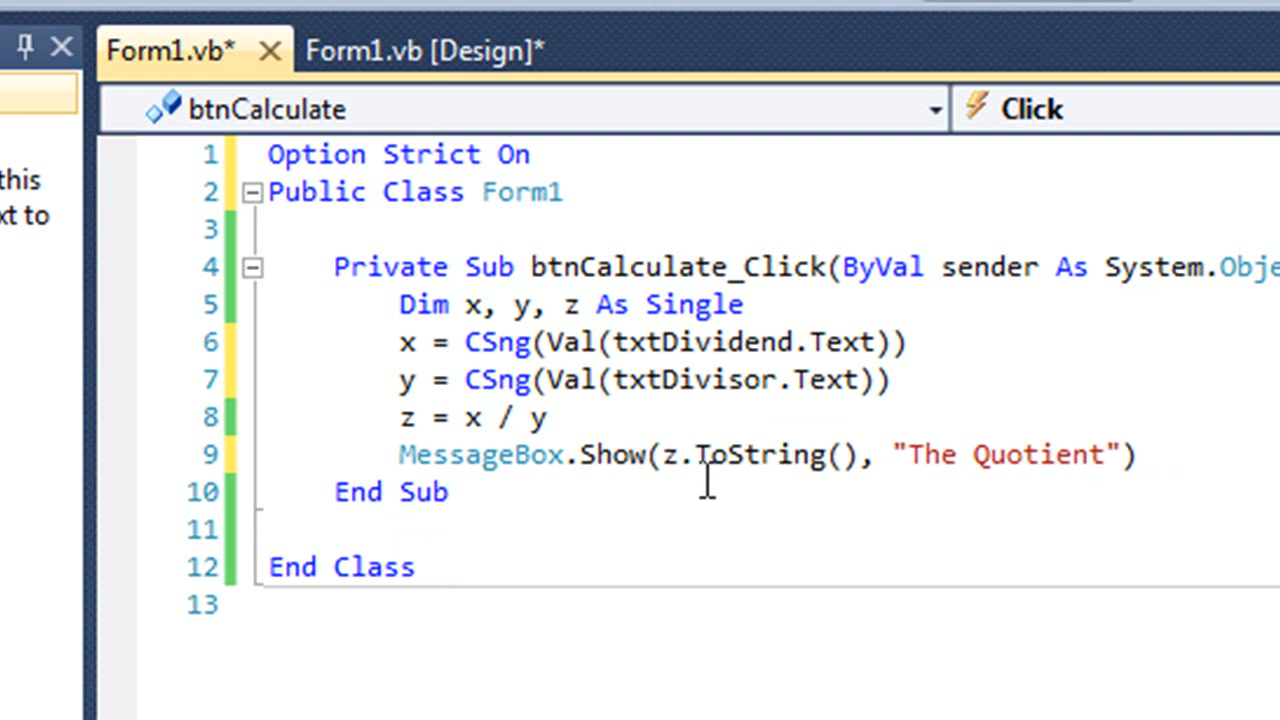 Form1.vb* Form1.vb [Design]*
btnCalculate Click
this
xt to
1 Option Strict On
2 Public Class Form1
3
4 Private Sub btnCalculate_Click(ByVal sender As System.Obje
5 Dim x, y, z As Single
6 x = CSng(Val(txtDividend.Text))
7 y = CSng(Val(txtDivisor.Text))
8 z = x / y
9 MessageBox.Show(z.ToString(), "The Quotient")
10 End Sub
11
12 End Class
13